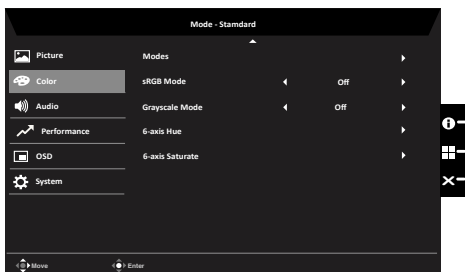 Mode - Stamdard
Picture
Modes
Color
sRGB Mode Off
Audio
Grayscale Mode Off
Performance
6-axis Hue
OSD
6-axis Saturate
System
Move Enter